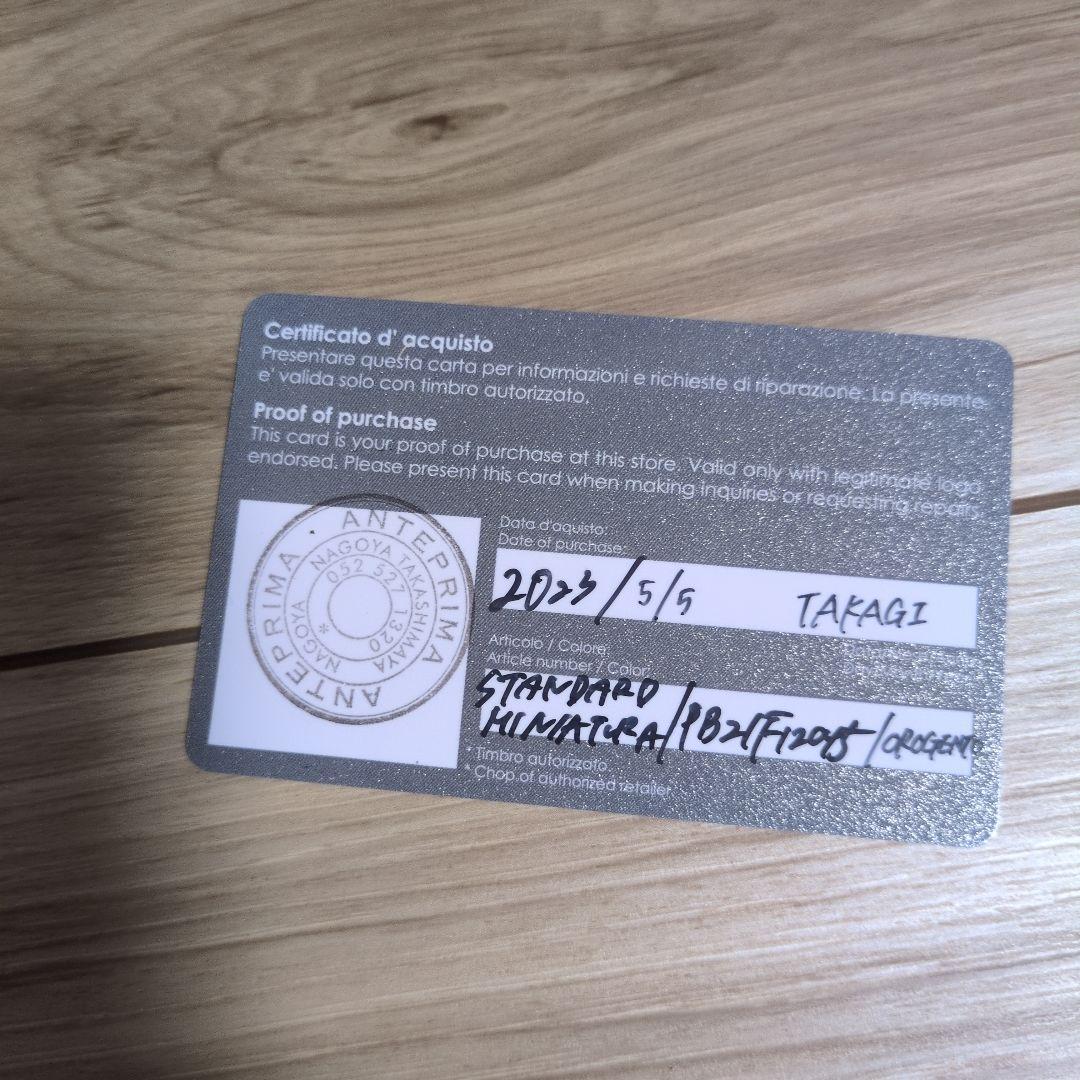 Certificato d' acquisto
Presentare questa carta per informazioni e richieste di riparazione. La presente
e' valida solo con timbro autorizzato.
Proof of purchase
This card is your proof of purchase at this store. Valid only with legitimate logo
endorsed. Please present this card when making inquiries or requesting repairs.
ANTEPRIMA ANTEPRIMA
NAGOYA TAKASHIMAYA NAGOYA *
052 527 1320
Data d'aquisto:
Date of purchase:
2023/5/5 TAKAGI
Articolo / Colore:
Article number / Color:
STANDARD
MINIATURA/PB21F12015/OROGENTO
* Timbro autorizzato
* Chop of authorized retailer